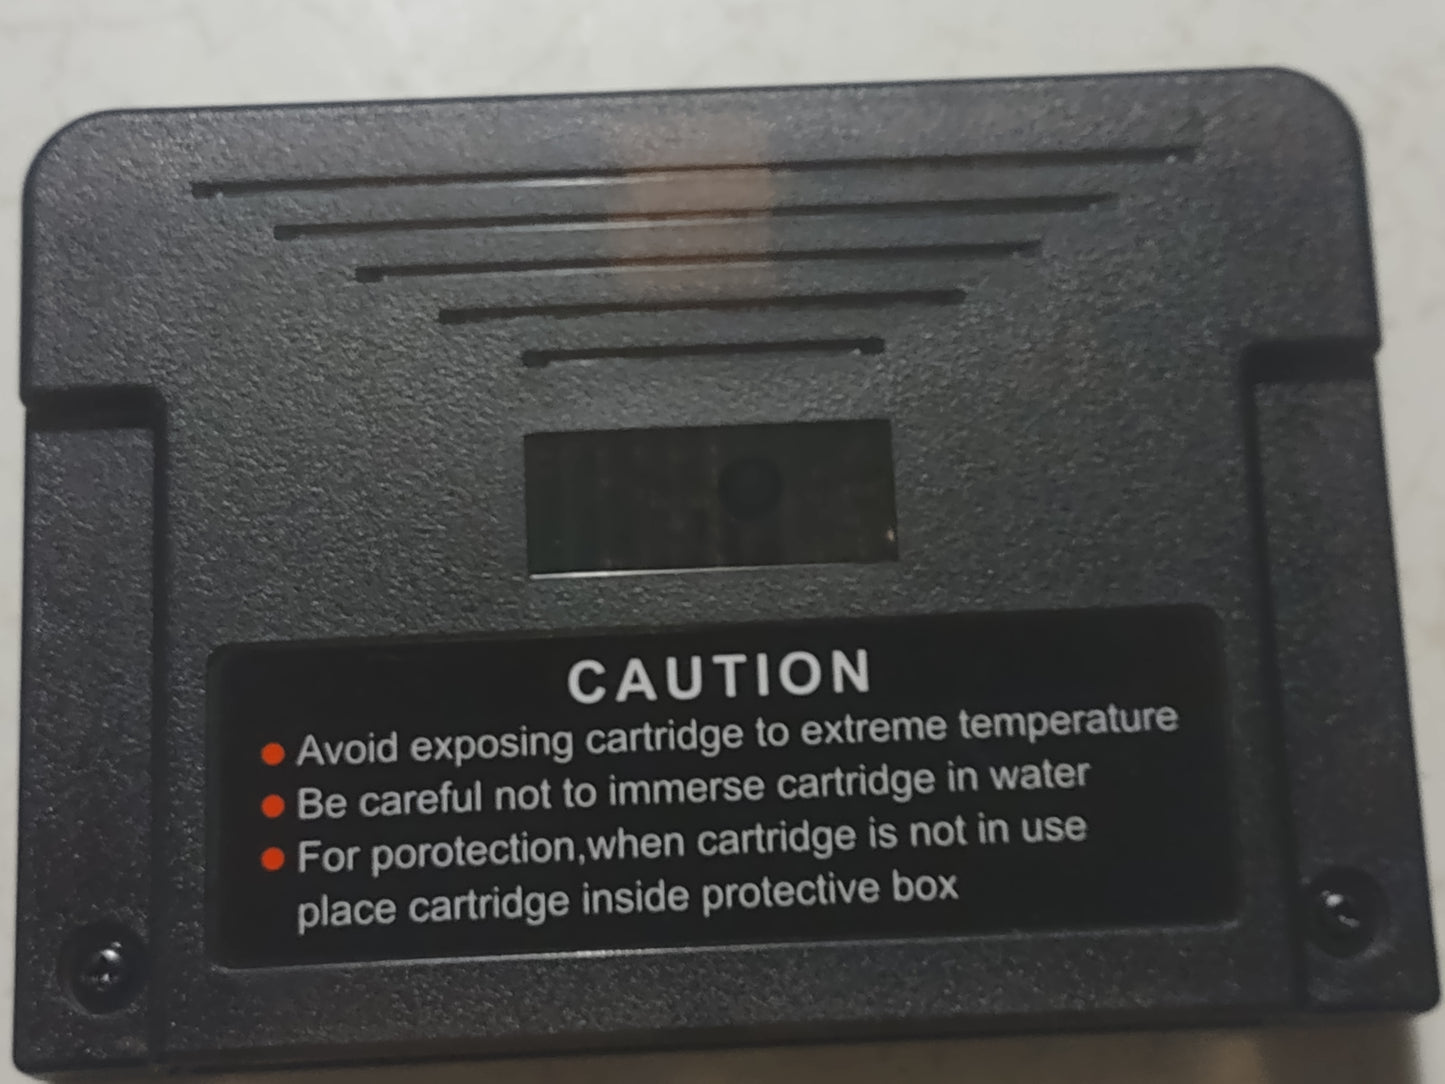 CAUTION
Avoid exposing cartridge to extreme temperature
Be careful not to immerse cartridge in water
For porotection,when cartridge is not in use
place cartridge inside protective box